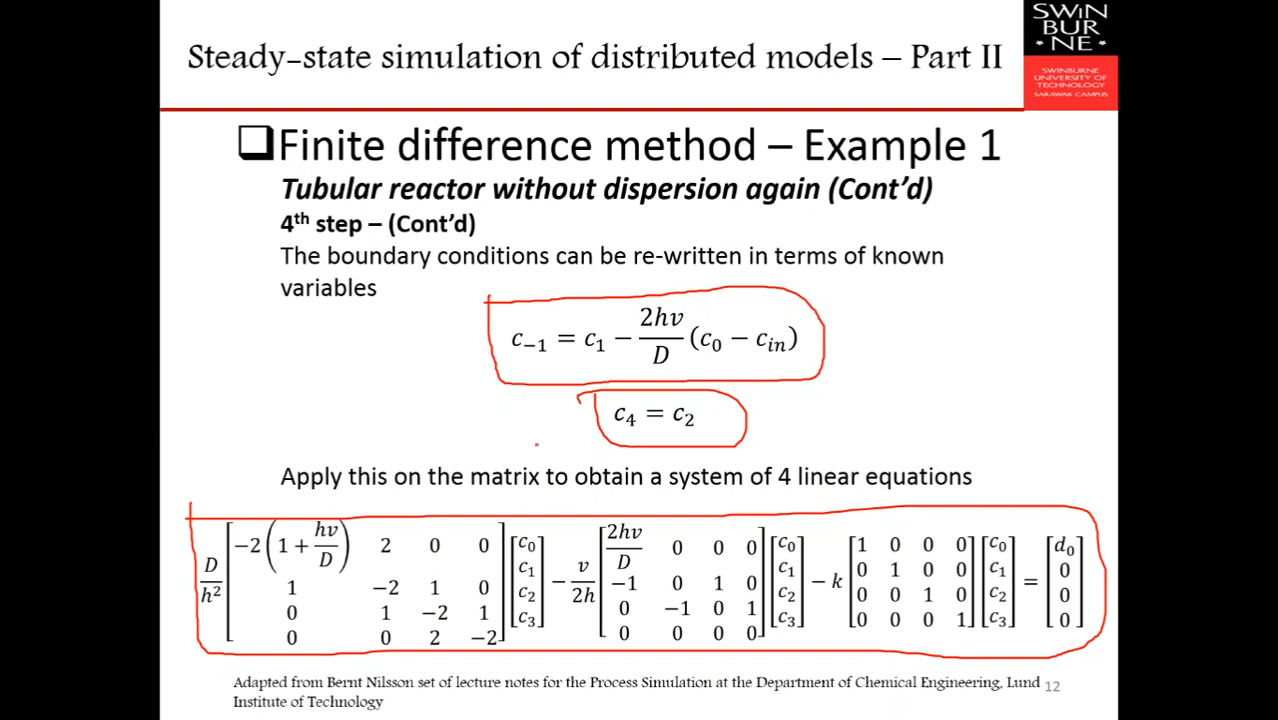 SWiN
BUR
*NE*
SWINBURNE
UNIVERSITY OF
TECHNOLOGY
SARAWAK CAMPUS
Steady-state simulation of distributed models – Part II
❑Finite difference method – Example 1
Tubular reactor without dispersion again (Cont’d)
4th step – (Cont’d)
The boundary conditions can be re-written in terms of known
variables
c₋₁ = c₁ − 2hv/D (c₀ − cᵢₙ)
c₄ = c₂
Apply this on the matrix to obtain a system of 4 linear equations
D/h² [−2(1 + hv/D) 2 0 0; 1 −2 1 0; 0 1 −2 1; 0 0 2 −2] [c₀; c₁; c₂; c₃] − v/2h [2hv/D 0 0 0; −1 0 1 0; 0 −1 0 1; 0 0 0 0] [c₀; c₁; c₂; c₃] − k [1 0 0 0; 0 1 0 0; 0 0 1 0; 0 0 0 1] [c₀; c₁; c₂; c₃] = [d₀; 0; 0; 0]
Adapted from Bernt Nilsson set of lecture notes for the Process Simulation at the Department of Chemical Engineering, Lund 12
Institute of Technology